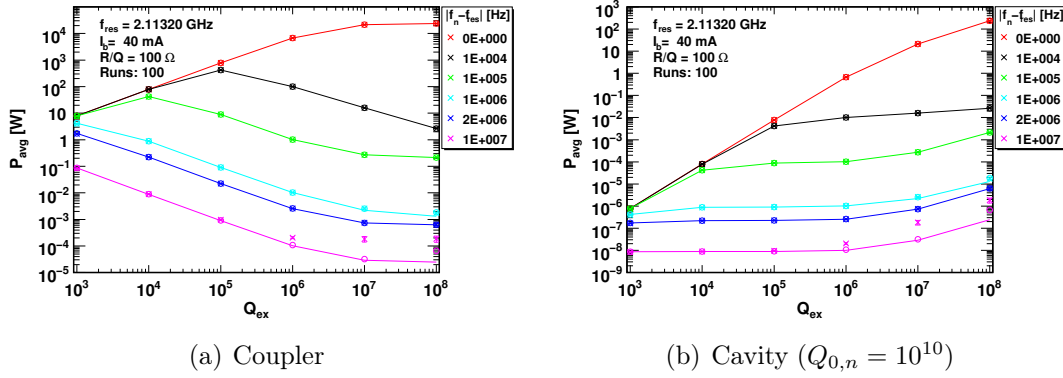 f_res = 2.11320 GHz
I_b= 40 mA
R/Q = 100 Ω
Runs: 100
P_avg [W]
10^4
10^3
10^2
10
1
10^-1
10^-2
10^-3
10^-4
10^-5
10^3 10^4 10^5 10^6 10^7 10^8
Q_ex
|f_n-f_es| [Hz]
0E+000
1E+004
1E+005
1E+006
2E+006
1E+007
(a) Coupler
f_res = 2.11320 GHz
I_b= 40 mA
R/Q = 100 Ω
Runs: 100
P_avg [W]
10^2
10
1
10^-1
10^-2
10^-3
10^-4
10^-5
10^-6
10^-7
10^-8
10^-9
10^3 10^4 10^5 10^6 10^7 10^8
Q_ex
|f_n-f_es| [Hz]
0E+000
1E+004
1E+005
1E+006
2E+006
1E+007
(b) Cavity (Q_0,n = 10^10)